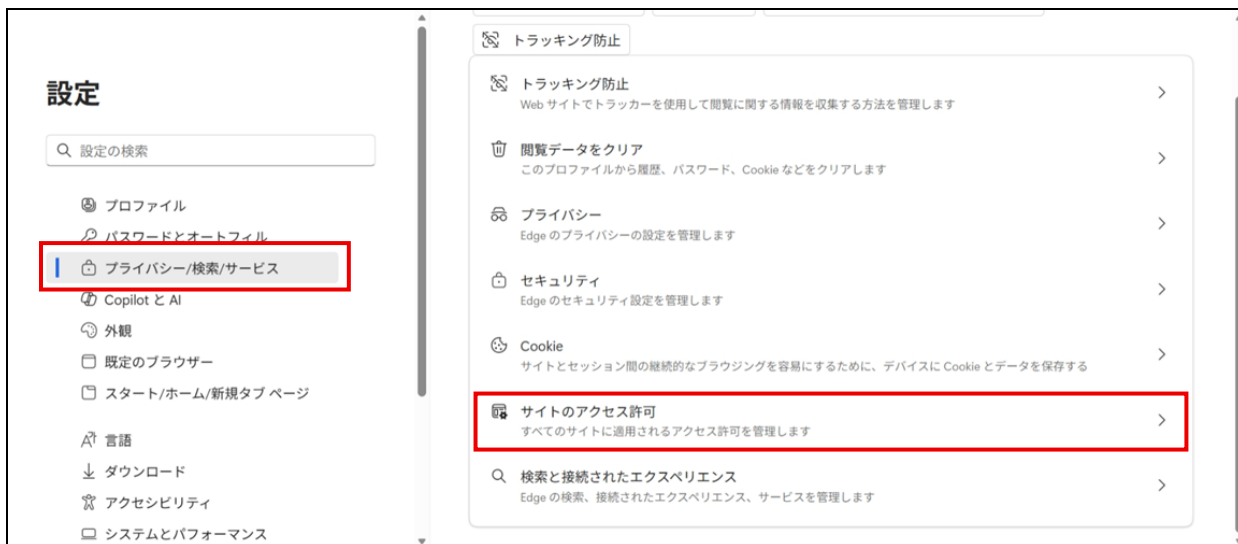 設定
設定の検索
プロファイル
パスワードとオートフィル
プライバシー/検索/サービス
Copilot と AI
外観
既定のブラウザー
スタート/ホーム/新規タブ ページ
言語
ダウンロード
アクセシビリティ
システムとパフォーマンス
トラッキング防止
トラッキング防止
Web サイトでトラッカーを使用して閲覧に関する情報を収集する方法を管理します
閲覧データをクリア
このプロファイルから履歴、パスワード、Cookie などをクリアします
プライバシー
Edge のプライバシーの設定を管理します
セキュリティ
Edge のセキュリティ設定を管理します
Cookie
サイトとセッション間の継続的なブラウジングを容易にするために、デバイスに Cookie とデータを保存する
サイトのアクセス許可
すべてのサイトに適用されるアクセス許可を管理します
検索と接続されたエクスペリエンス
Edge の検索、接続されたエクスペリエンス、サービスを管理します